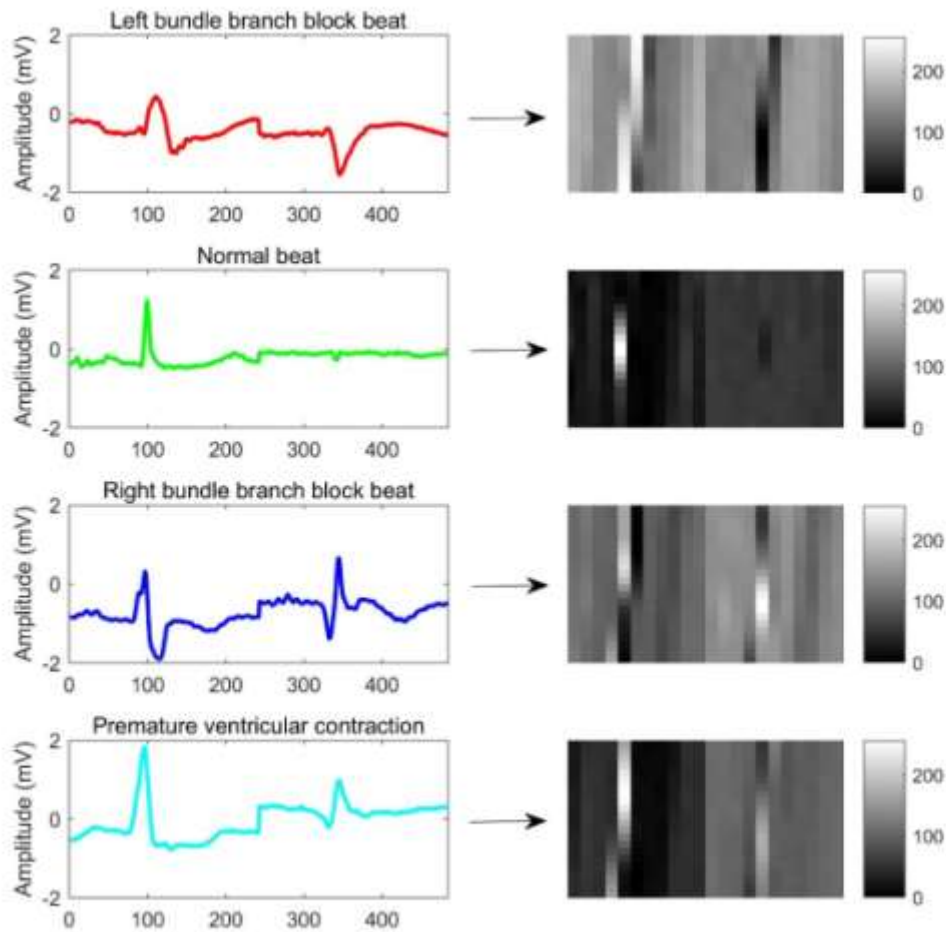 Left bundle branch block beat
Amplitude (mV)
2
0
-2
0 100 200 300 400
200
100
0
Normal beat
Amplitude (mV)
2
0
-2
0 100 200 300 400
200
100
0
Right bundle branch block beat
Amplitude (mV)
2
0
-2
0 100 200 300 400
200
100
0
Premature ventricular contraction
Amplitude (mV)
2
0
-2
0 100 200 300 400
200
100
0